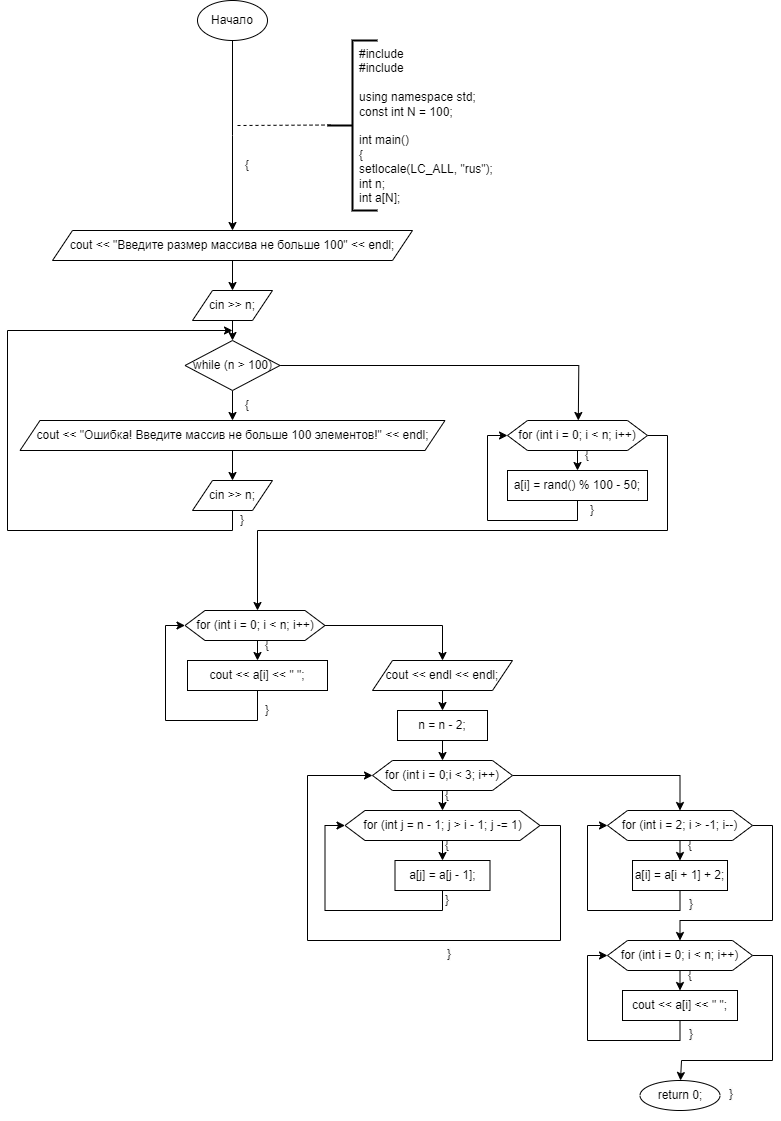 Начало
#include
#include
using namespace std;
const int N = 100;
int main()
{
setlocale(LC_ALL, "rus");
int n;
int a[N];
{
cout << "Введите размер массива не больше 100" << endl;
cin >> n;
while (n > 100)
{
cout << "Ошибка! Введите массив не больше 100 элементов!" << endl;
cin >> n;
}
for (int i = 0; i < n; i++)
{
a[i] = rand() % 100 - 50;
}
for (int i = 0; i < n; i++)
{
cout << a[i] << " ";
}
cout << endl << endl;
n = n - 2;
for (int i = 0;i < 3; i++)
{
for (int j = n - 1; j > i - 1; j -= 1)
{
a[j] = a[j - 1];
}
}
for (int i = 2; i > -1; i--)
{
a[i] = a[i + 1] + 2;
}
for (int i = 0; i < n; i++)
{
cout << a[i] << " ";
}
return 0;
}